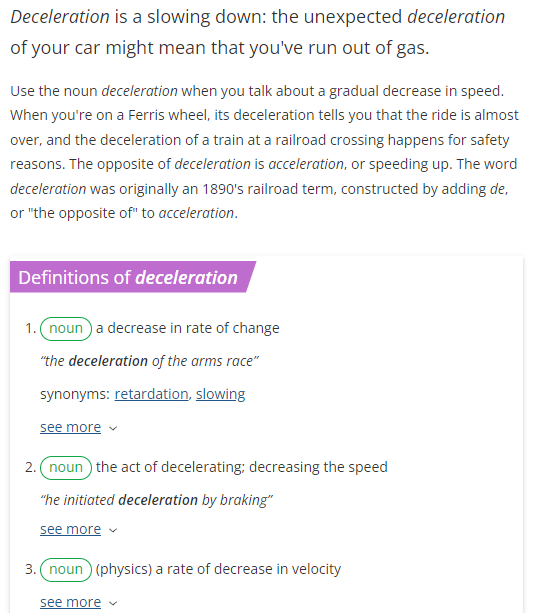 Deceleration is a slowing down: the unexpected deceleration
of your car might mean that you've run out of gas.
Use the noun deceleration when you talk about a gradual decrease in speed.
When you're on a Ferris wheel, its deceleration tells you that the ride is almost
over, and the deceleration of a train at a railroad crossing happens for safety
reasons. The opposite of deceleration is acceleration, or speeding up. The word
deceleration was originally an 1890's railroad term, constructed by adding de,
or "the opposite of" to acceleration.
Definitions of deceleration
1. noun a decrease in rate of change
“the deceleration of the arms race”
synonyms: retardation, slowing
see more
2. noun the act of decelerating; decreasing the speed
“he initiated deceleration by braking”
see more
3. noun (physics) a rate of decrease in velocity
see more